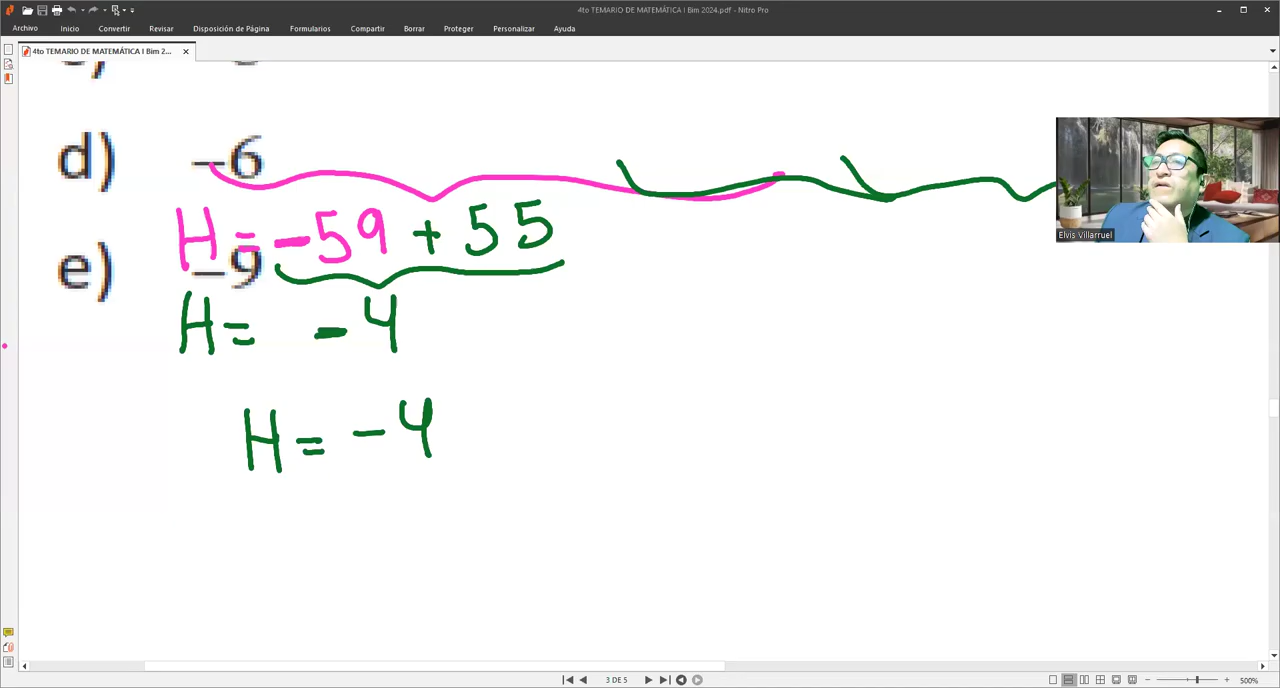 4to TEMARIO DE MATEMÁTICA I Bim 2024.pdf - Nitro Pro
Archivo Inicio Revisar Disposición de Página Formularios Compartir Convertir Borrar Proteger Personalizar Ayuda
4to TEMARIO DE MATEMÁTICA I Bim 2...
d) -6
H = -59 + 55
e) -9
H = -4
H = -4
Elvis Villarruel
3 DE 5
500%